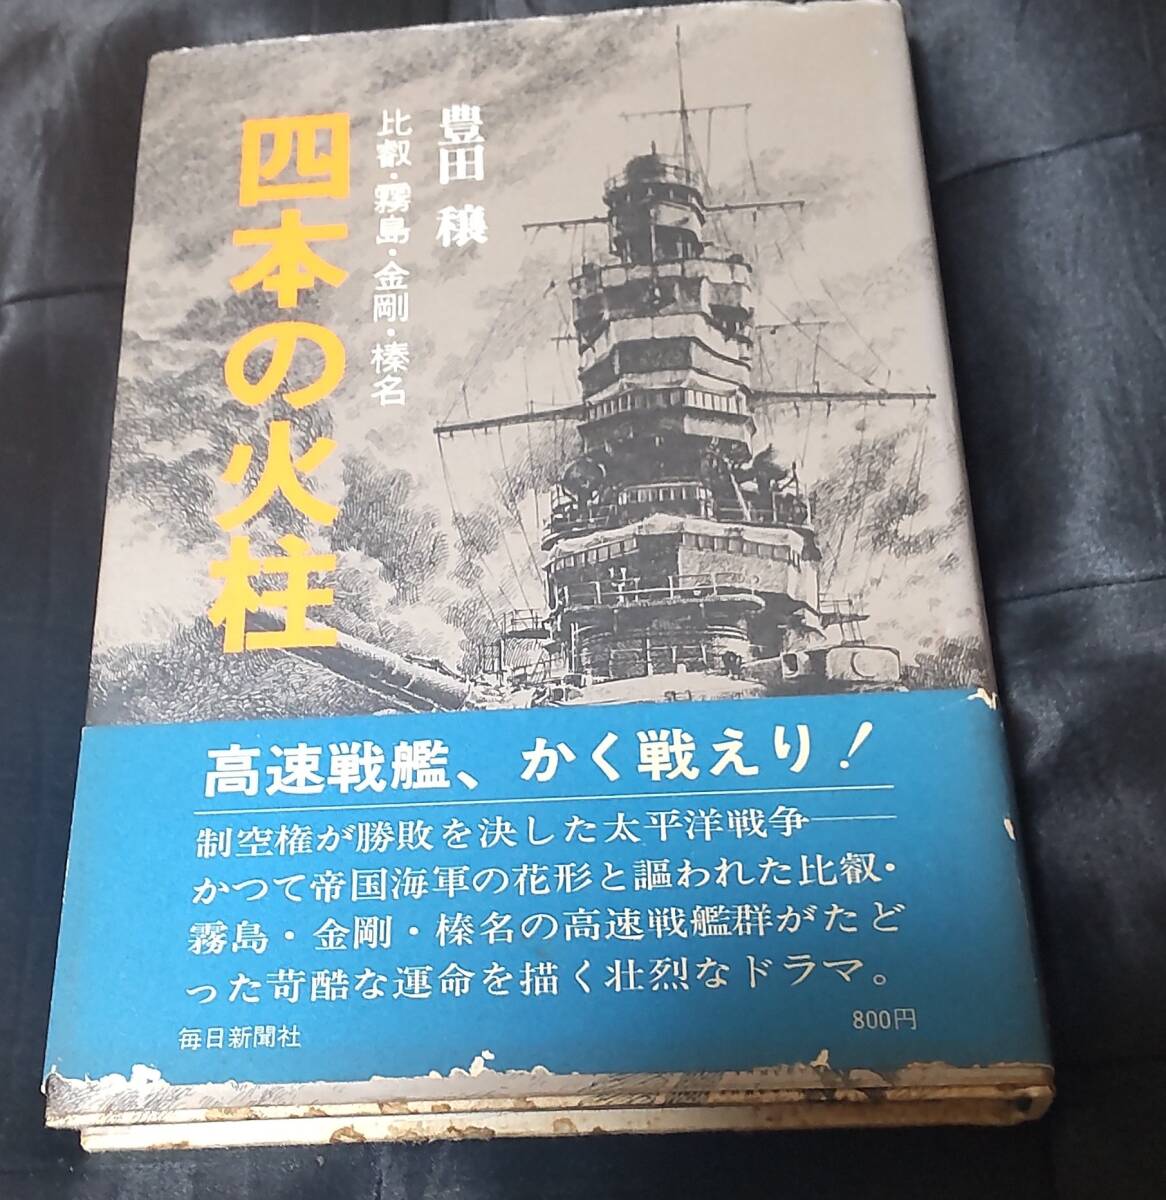 豊田 穣
比叡・霧島・金剛・榛名
四本の火柱
高速戦艦、かく戦えり!
制空権が勝敗を決した太平洋戦争──
かつて帝国海軍の花形と謳われた比叡・
霧島・金剛・榛名の高速戦艦群がたど
った苛酷な運命を描く壮烈なドラマ。
毎日新聞社
800円